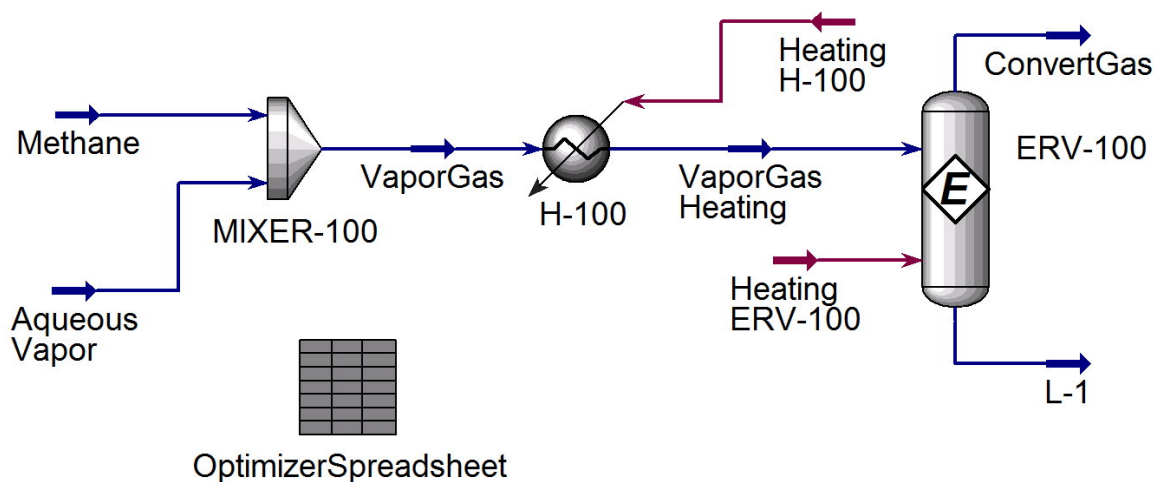 Heating
H-100
ConvertGas
Methane
VaporGas
VaporGas
Heating
ERV-100
E
H-100
MIXER-100
Aqueous
Vapor
Heating
ERV-100
L-1
OptimizerSpreadsheet